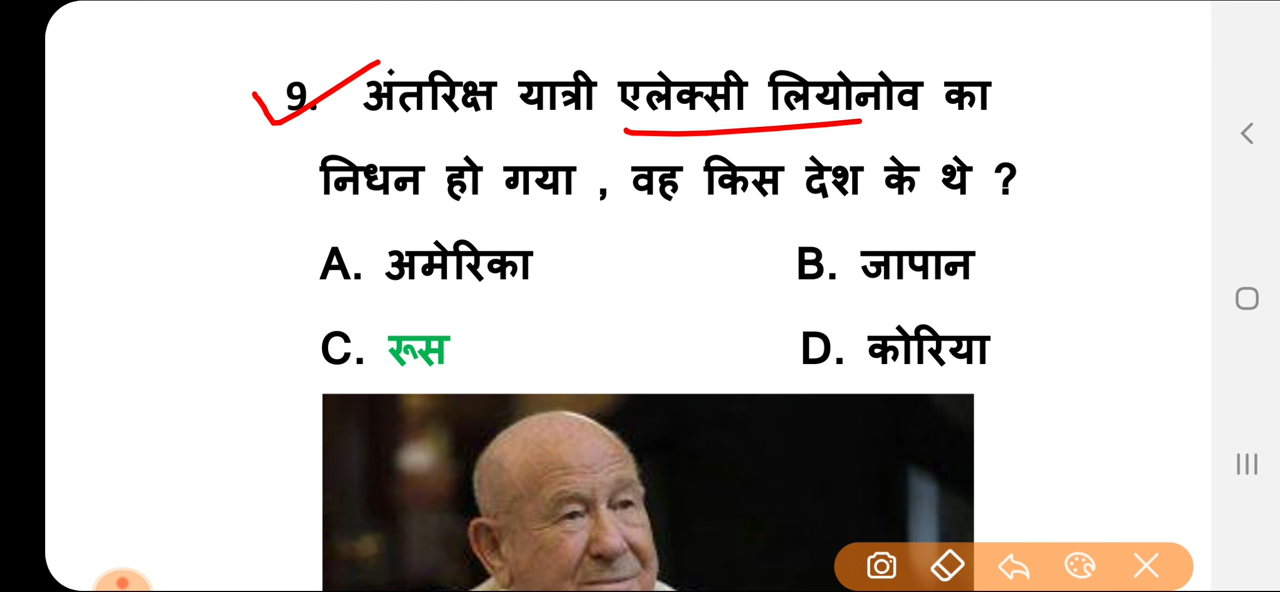 9. अंतरिक्ष यात्री एलेक्सी लियोनोव का
निधन हो गया , वह किस देश के थे ?
A. अमेरिका B. जापान
C. रूस D. कोरिया